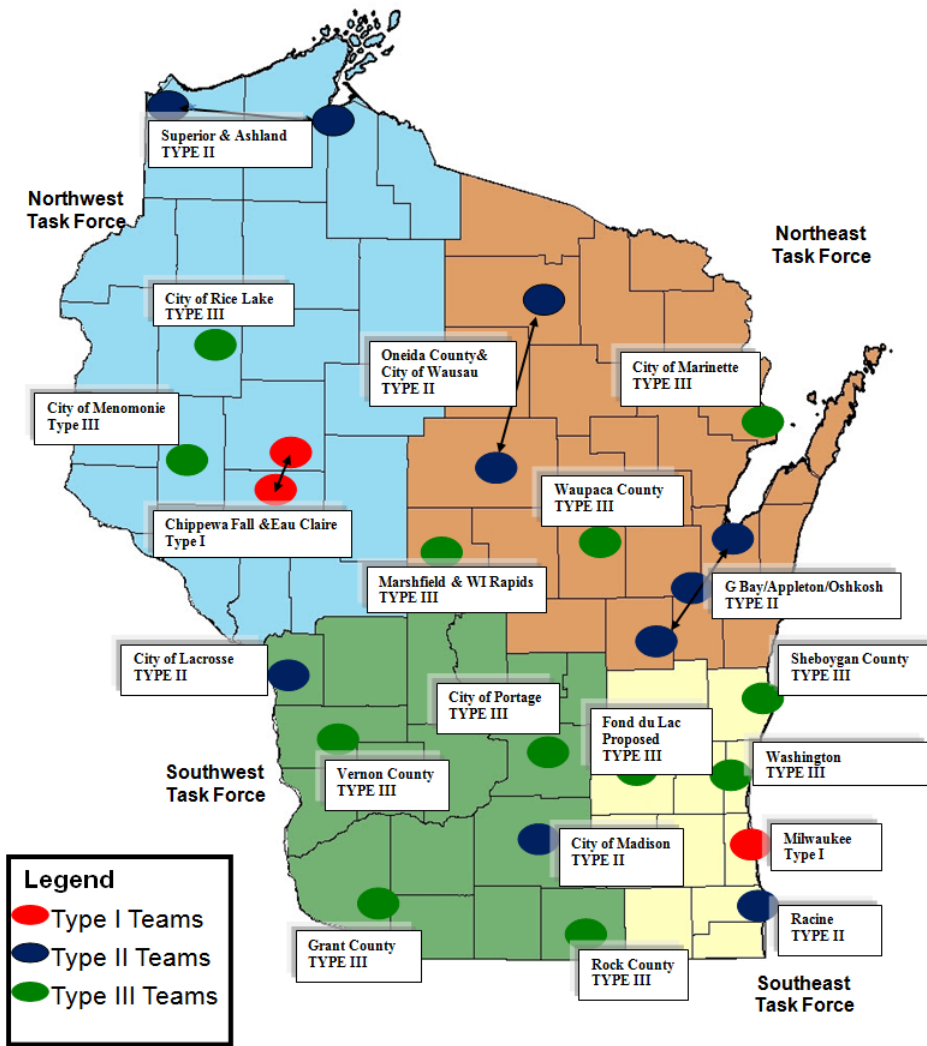 Superior & Ashland
TYPE II
Northwest
Task Force
Northeast
Task Force
City of Rice Lake
TYPE III
Oneida County&
City of Wausau
TYPE II
City of Marinette
TYPE III
City of Menomonie
Type III
Waupaca County
TYPE III
Chippewa Fall &Eau Claire
Type I
Marshfield & WI Rapids
TYPE III
G Bay/Appleton/Oshkosh
TYPE II
City of Lacrosse
TYPE II
Sheboygan County
TYPE III
City of Portage
TYPE III
Fond du Lac
Proposed
TYPE III
Washington
TYPE III
Southwest
Task Force
Vernon County
TYPE III
City of Madison
TYPE II
Milwaukee
Type I
Legend
Type I Teams
Type II Teams
Type III Teams
Racine
TYPE II
Grant County
TYPE III
Rock County
TYPE III
Southeast
Task Force